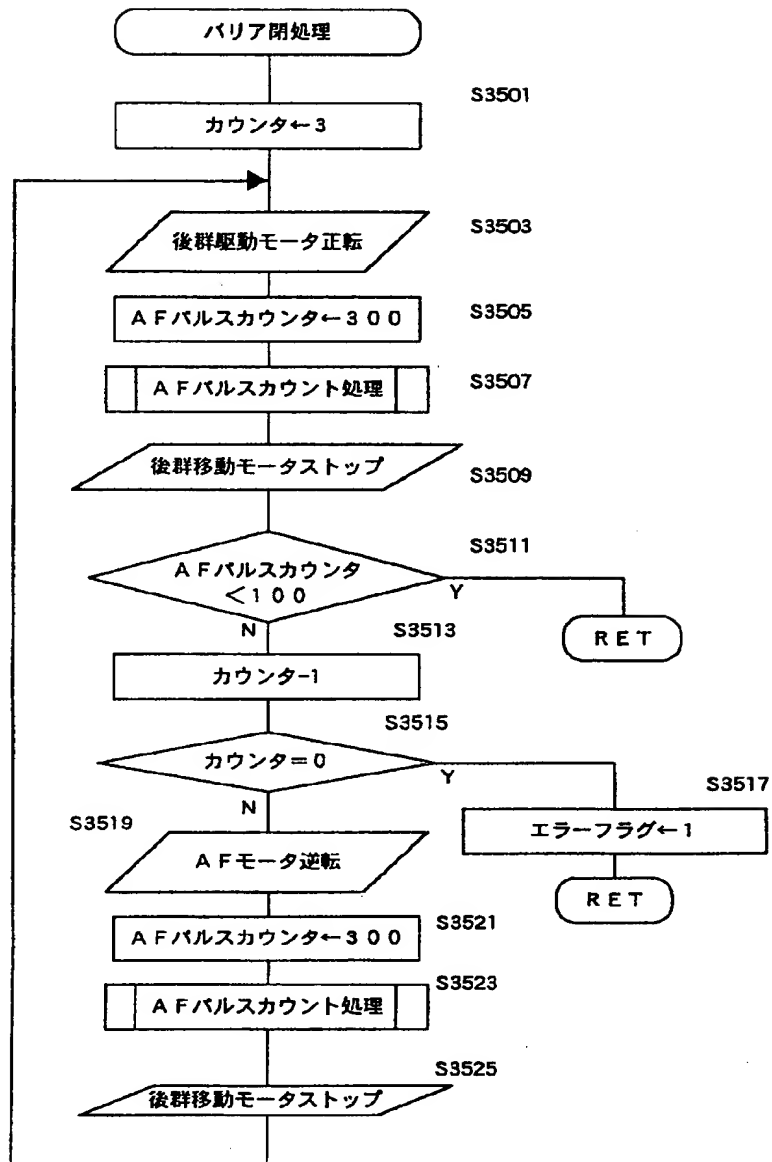 バリア閉処理
S3501
カウンタ←3
S3503
後群駆動モータ正転
S3505
AFパルスカウンタ←300
S3507
AFパルスカウント処理
後群移動モータストップ
S3509
S3511
AFパルスカウンタ
<100
Y
RET
N
S3513
カウンタ-1
S3515
カウンタ=0
Y
S3517
エラーフラグ←1
RET
N
S3519
AFモータ逆転
S3521
AFパルスカウンタ←300
S3523
AFパルスカウント処理
S3525
後群移動モータストップ